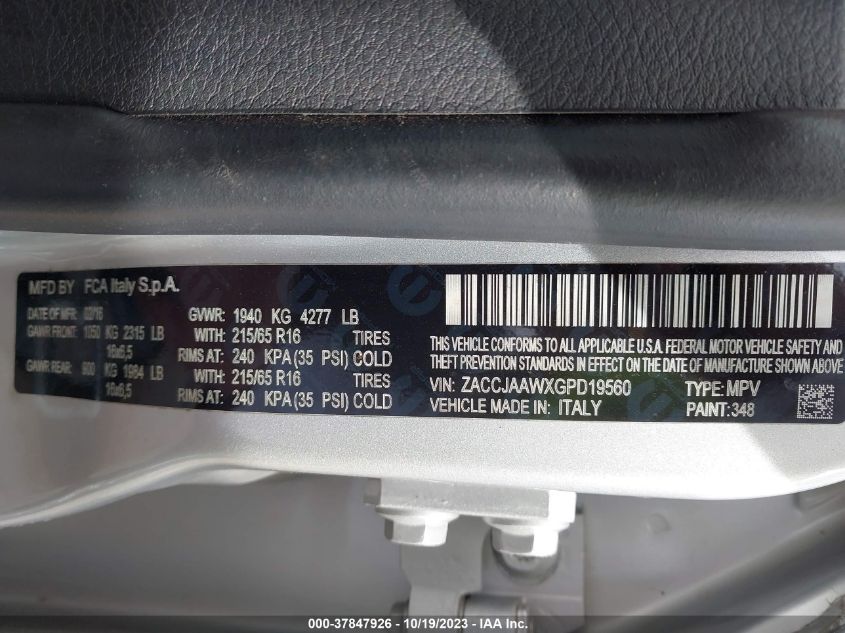 MFD BY FCA Italy S.p.A.
DATE OF MFR: 02/16 GVWR: 1940 KG 4277 LB
GAWR FRONT: 1050 KG 2315 LB WITH: 215/65 R16 TIRES
16x6,5 RIMS AT: 240 KPA (35 PSI) COLD
GAWR REAR: 900 KG 1984 LB WITH: 215/65 R16 TIRES
16x6,5 RIMS AT: 240 KPA (35 PSI) COLD
THIS VEHICLE CONFORMS TO ALL APPLICABLE U.S.A. FEDERAL MOTOR VEHICLE SAFETY AND
THEFT PREVENTION STANDARDS IN EFFECT ON THE DATE OF MANUFACTURE SHOWN ABOVE
VIN: ZACCJAAWXGPD19560 TYPE: MPV
VEHICLE MADE IN: ITALY PAINT: 348
000-37847926 - 10/19/2023 - © IAA Inc.